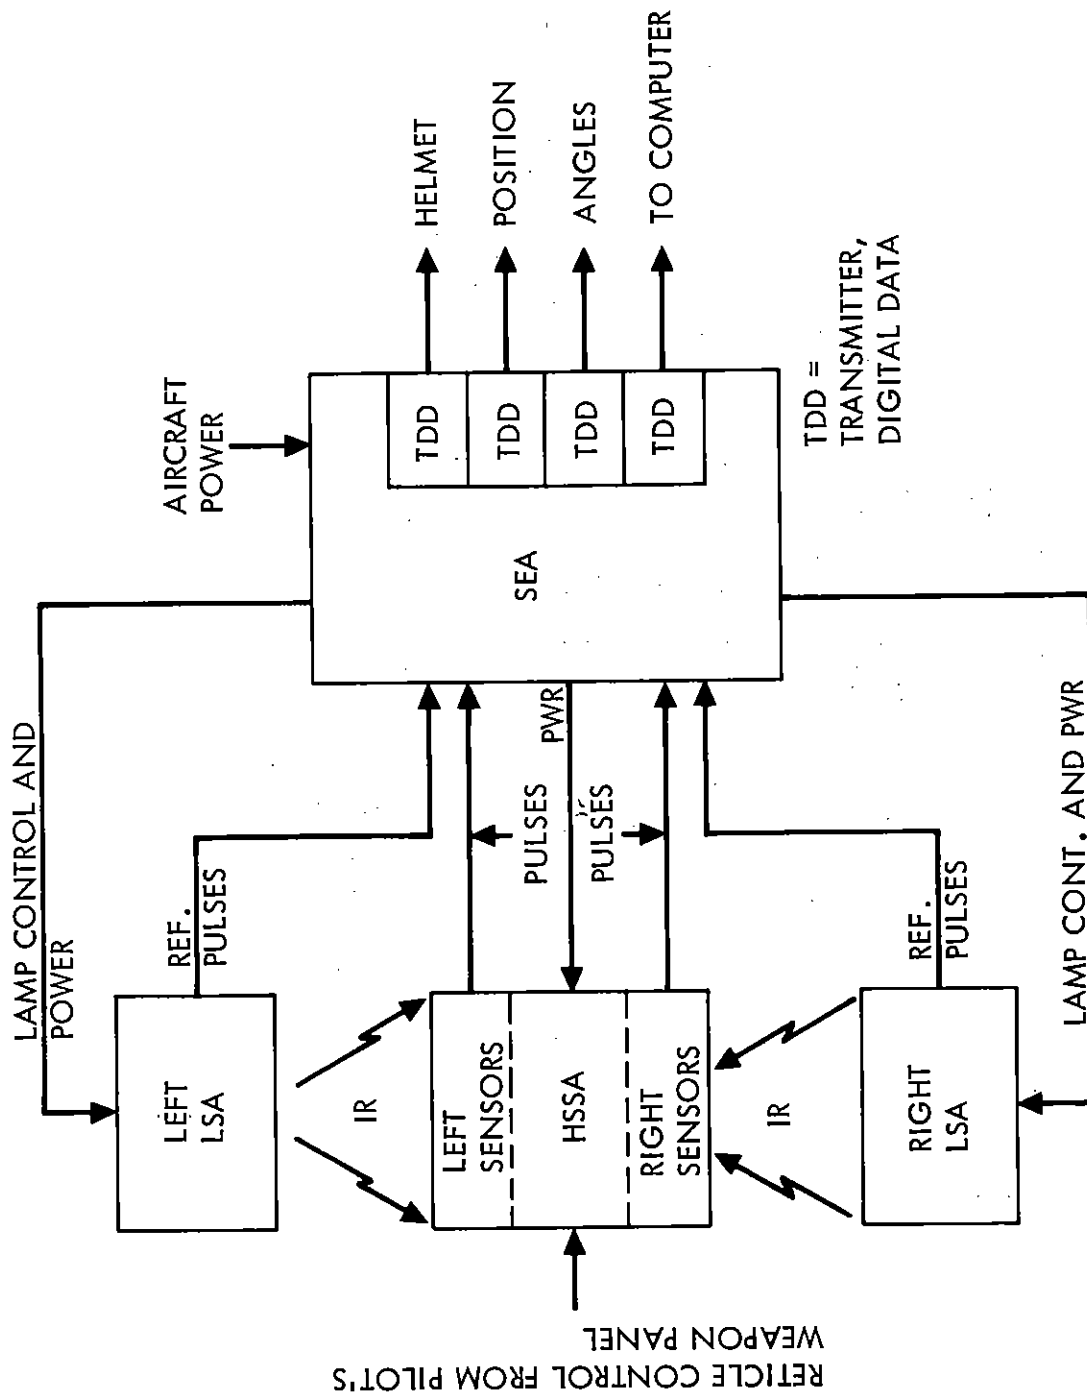 LAMP CONTROL AND
POWER
LEFT
LSA
REF.
PULSES
IR
LEFT
SENSORS
HSSA
RIGHT
SENSORS
IR
RIGHT
LSA
REF.
PULSES
LAMP CONT. AND PWR
RETICLE CONTROL FROM PILOT'S
WEAPON PANEL
PULSES
PWR
PULSES
AIRCRAFT
POWER
SEA
TDD
TDD
TDD
TDD
HELMET
POSITION
ANGLES
TO COMPUTER
TDD =
TRANSMITTER,
DIGITAL DATA